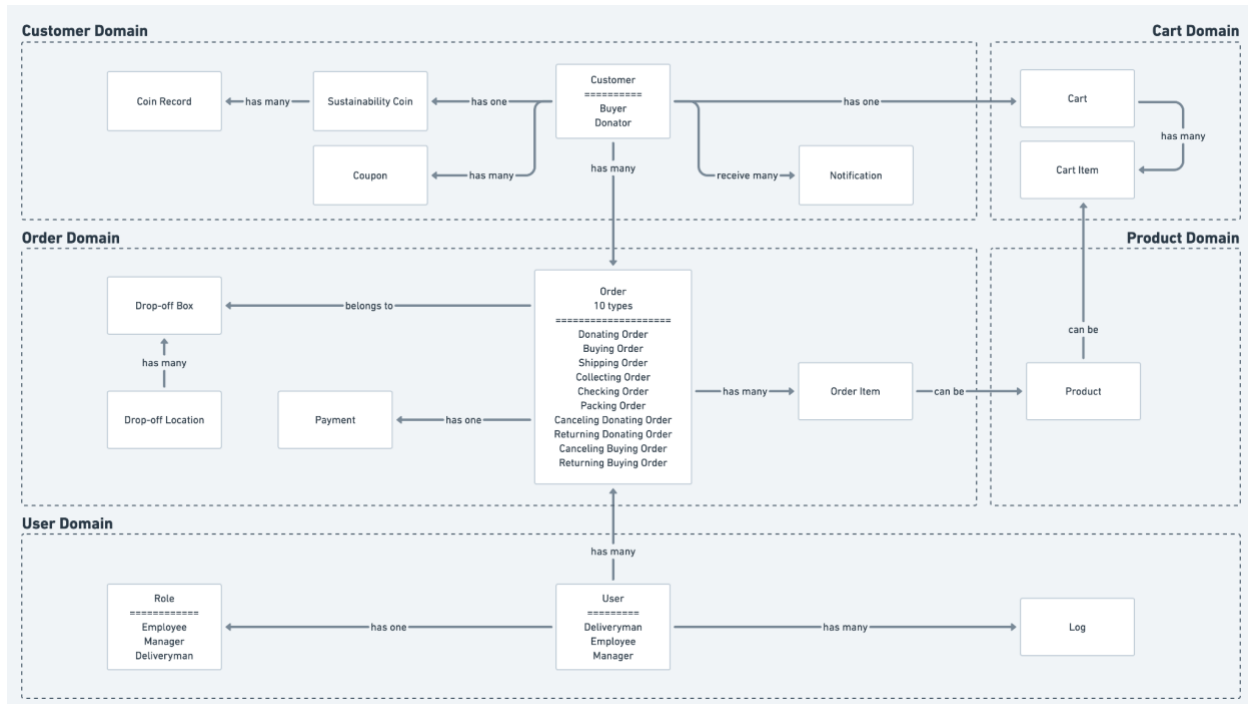 Customer Domain
Cart Domain
Coin Record
has many
Sustainability Coin
has one
Customer
==========
Buyer
Donator
has one
Cart
has many
Coupon
has many
has many
receive many
Notification
Cart Item
Order Domain
Product Domain
Drop-off Box
belongs to
Order
10 types
====================
Donating Order
Buying Order
Shipping Order
Collecting Order
Checking Order
Packing Order
Canceling Donating Order
Returning Donating Order
Canceling Buying Order
Returning Buying Order
has many
Drop-off Location
Payment
has one
has many
Order Item
can be
can be
Product
User Domain
has many
Role
============
Employee
Manager
Deliveryman
has one
User
=========
Deliveryman
Employee
Manager
has many
Log